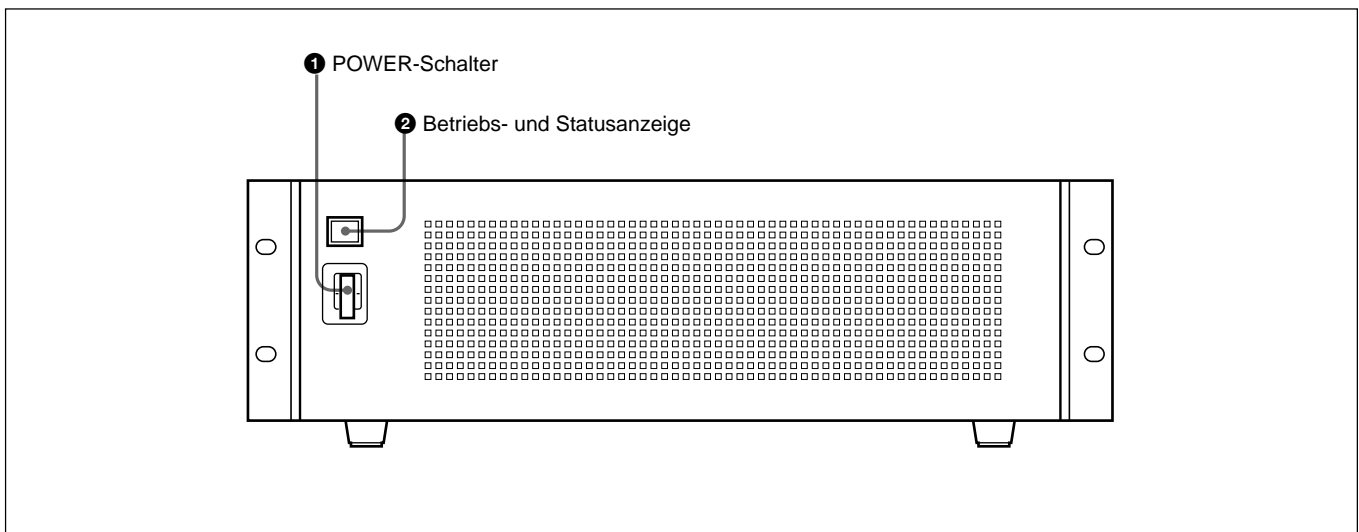 ❶ POWER-Schalter
❷ Betriebs- und Statusanzeige